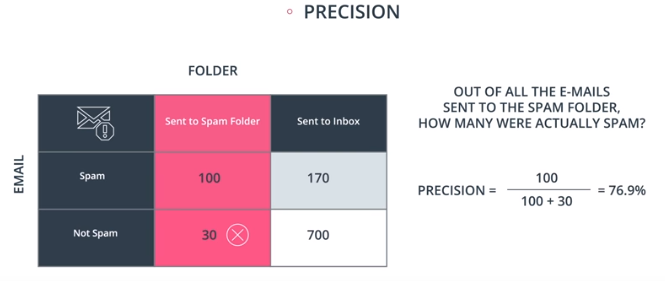 PRECISION
FOLDER
Sent to Spam Folder
Sent to Inbox
EMAIL
Spam
100
170
Not Spam
30
700
OUT OF ALL THE E-MAILS
SENT TO THE SPAM FOLDER,
HOW MANY WERE ACTUALLY SPAM?
PRECISION = 100 / 100 + 30 = 76.9%